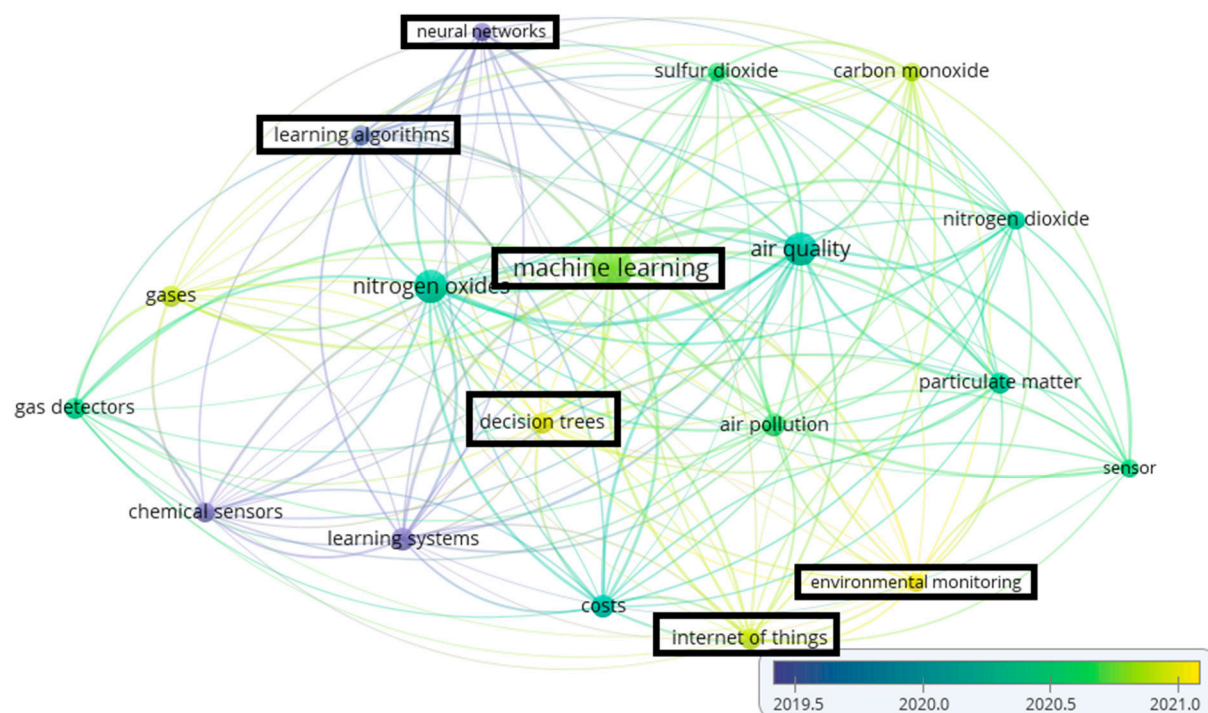 neural networks
sulfur dioxide
carbon monoxide
learning algorithms
nitrogen dioxide
air quality
machine learning
nitrogen oxides
gases
particulate matter
gas detectors
decision trees
air pollution
sensor
chemical sensors
learning systems
environmental monitoring
costs
internet of things
2019.5
2020.0
2020.5
2021.0